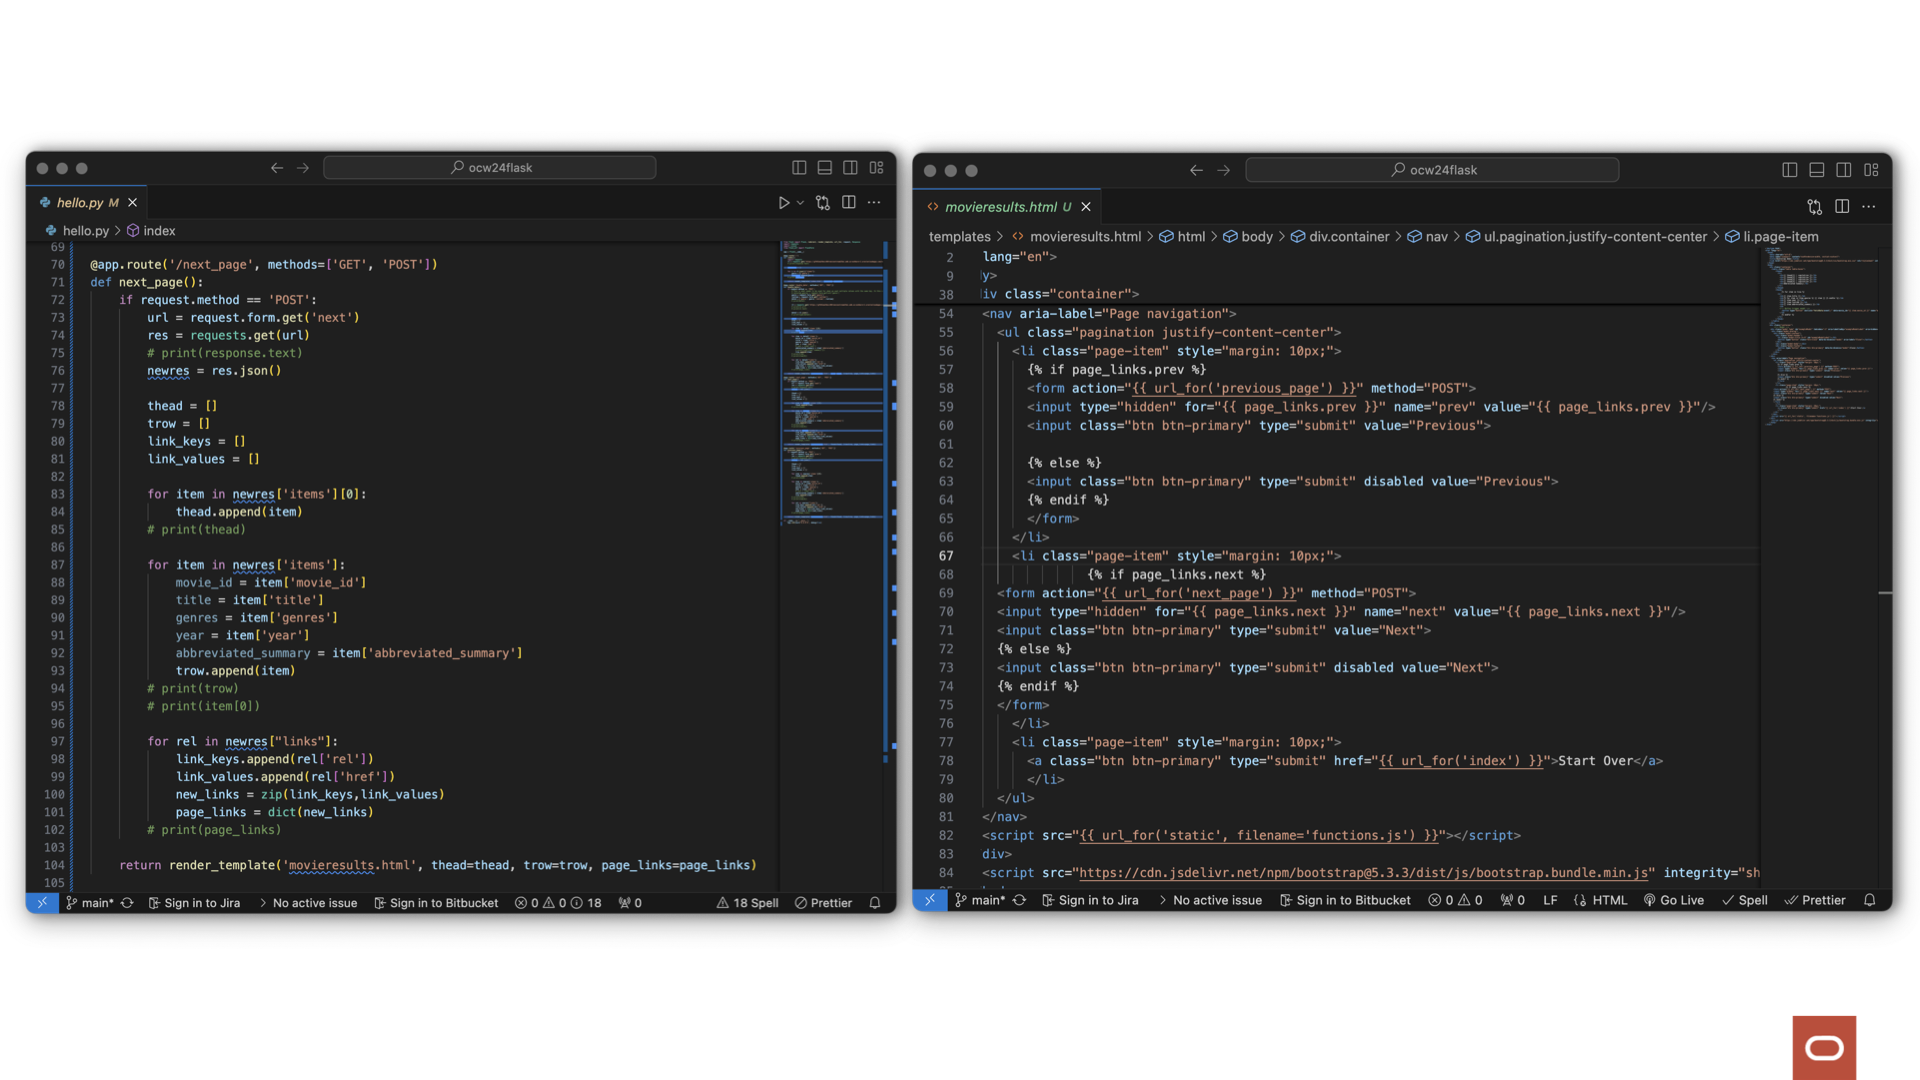 ocw24flask
hello.py M
hello.py > index
69
70 @app.route('/next_page', methods=['GET', 'POST'])
71 def next_page():
72 if request.method == 'POST':
73 url = request.form.get('next')
74 res = requests.get(url)
75 # print(response.text)
76 newres = res.json()
77
78 thead = []
79 trow = []
80 link_keys = []
81 link_values = []
82
83 for item in newres['items'][0]:
84 thead.append(item)
85 # print(thead)
86
87 for item in newres['items']:
88 movie_id = item['movie_id']
89 title = item['title']
90 genres = item['genres']
91 year = item['year']
92 abbreviated_summary = item['abbreviated_summary']
93 trow.append(item)
94 # print(trow)
95 # print(item[0])
96
97 for rel in newres["links"]:
98 link_keys.append(rel['rel'])
99 link_values.append(rel['href'])
100 new_links = zip(link_keys,link_values)
101 page_links = dict(new_links)
102 # print(page_links)
103
104 return render_template('movieresults.html', thead=thead, trow=trow, page_links=page_links)
105
main* Sign in to Jira > No active issue Sign in to Bitbucket 0 0 18 0 18 Spell Prettier
ocw24flask
movieresults.html U
templates > movieresults.html > html > body > div.container > nav > ul.pagination.justify-content-center > li.page-item
2 lang="en">
9 y>
38 iv class="container">
54 <nav aria-label="Page navigation">
55 <ul class="pagination justify-content-center">
56 <li class="page-item" style="margin: 10px;">
57 {% if page_links.prev %}
58 <form action="{{ url_for('previous_page') }}" method="POST">
59 <input type="hidden" for="{{ page_links.prev }}" name="prev" value="{{ page_links.prev }}"/>
60 <input class="btn btn-primary" type="submit" value="Previous">
61
62 {% else %}
63 <input class="btn btn-primary" type="submit" disabled value="Previous">
64 {% endif %}
65 </form>
66 </li>
67 <li class="page-item" style="margin: 10px;">
68 {% if page_links.next %}
69 <form action="{{ url_for('next_page') }}" method="POST">
70 <input type="hidden" for="{{ page_links.next }}" name="next" value="{{ page_links.next }}"/>
71 <input class="btn btn-primary" type="submit" value="Next">
72 {% else %}
73 <input class="btn btn-primary" type="submit" disabled value="Next">
74 {% endif %}
75 </form>
76 </li>
77 <li class="page-item" style="margin: 10px;">
78 <a class="btn btn-primary" type="submit" href="{{ url_for('index') }}">Start Over</a>
79 </li>
80 </ul>
81 </nav>
82 <script src="{{ url_for('static', filename='functions.js') }}"></script>
83 div>
84 <script src="https://cdn.jsdelivr.net/npm/bootstrap@5.3.3/dist/js/bootstrap.bundle.min.js" integrity="sh
main* Sign in to Jira > No active issue Sign in to Bitbucket 0 0 0 LF HTML Go Live Spell Prettier